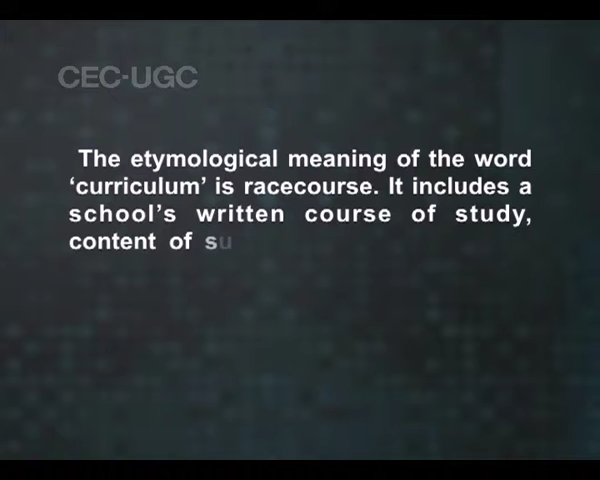 CEC-UGC
The etymological meaning of the word
‘curriculum’ is racecourse. It includes a
school’s written course of study,
content of su